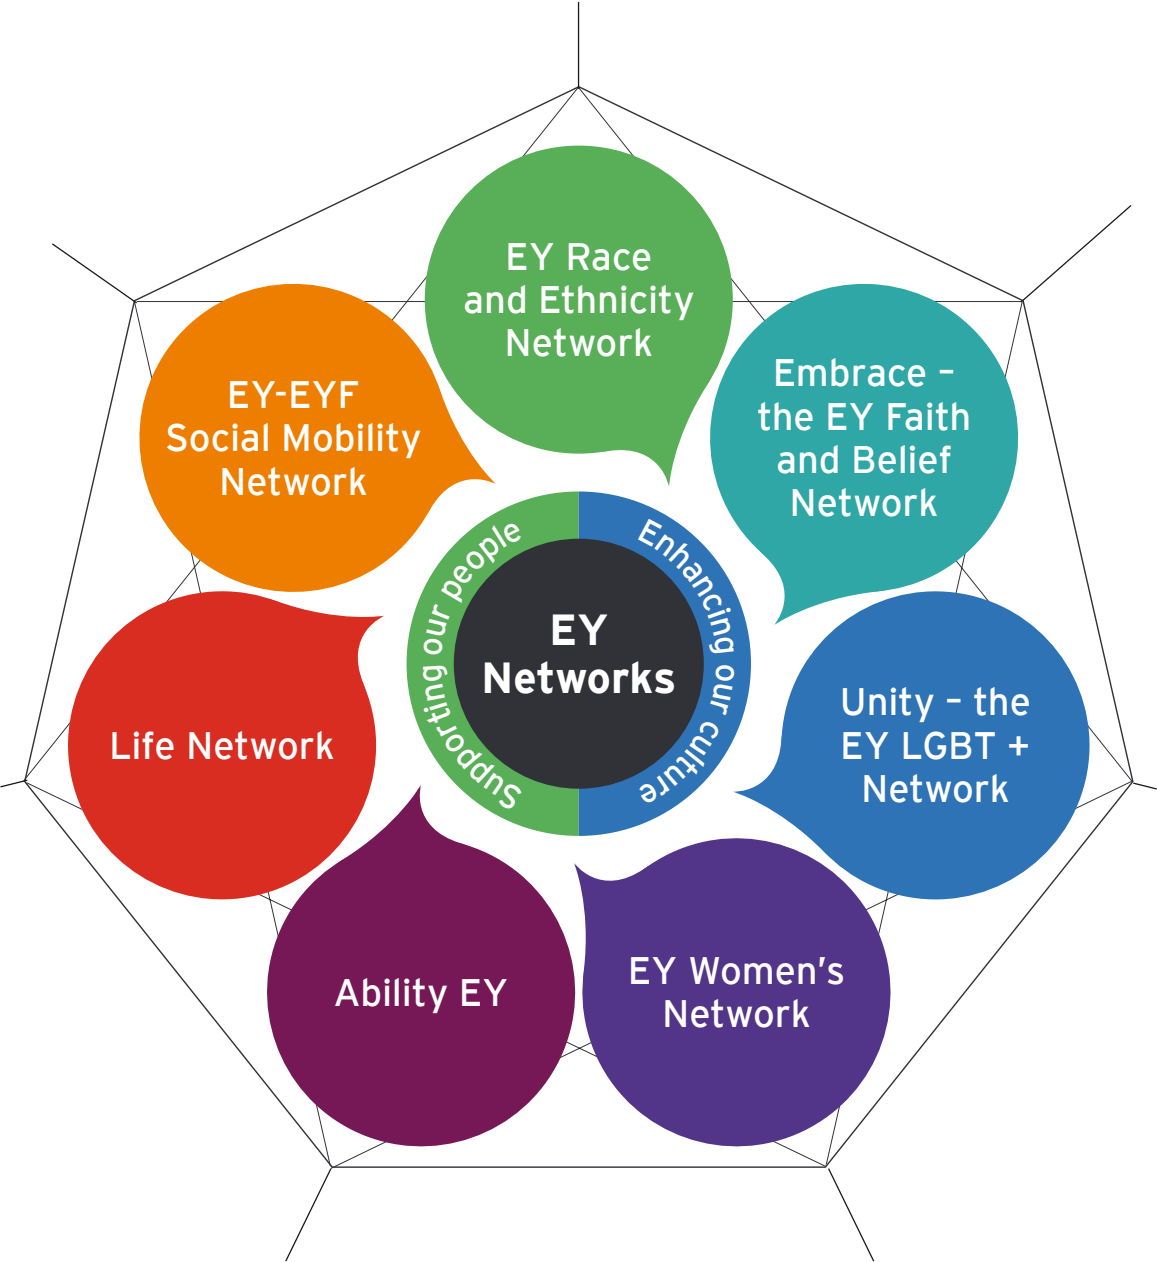 EY Race
and Ethnicity
Network
Embrace –
the EY Faith
and Belief
Network
Unity – the
EY LGBT +
Network
EY Women's
Network
Ability EY
Life Network
EY-EYF
Social Mobility
Network
Supporting our people
Enhancing our culture
EY
Networks